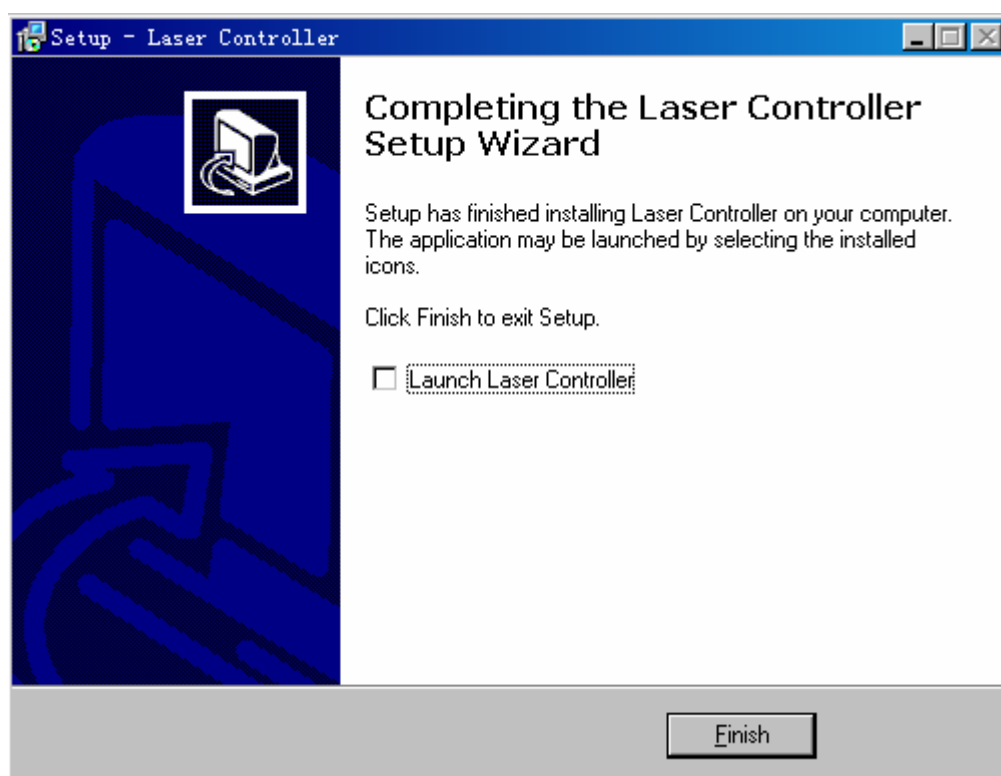 Setup - Laser Controller
Completing the Laser Controller
Setup Wizard
Setup has finished installing Laser Controller on your computer.
The application may be launched by selecting the installed
icons.
Click Finish to exit Setup.
Launch Laser Controller
Finish